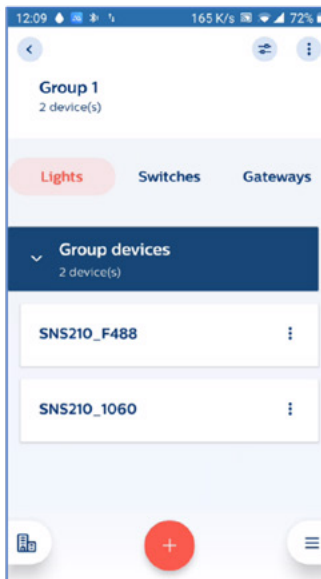 12:09 165 K/s 72%
Group 1
2 device(s)
Lights Switches Gateways
Group devices
2 device(s)
SNS210_F488
SNS210_1060